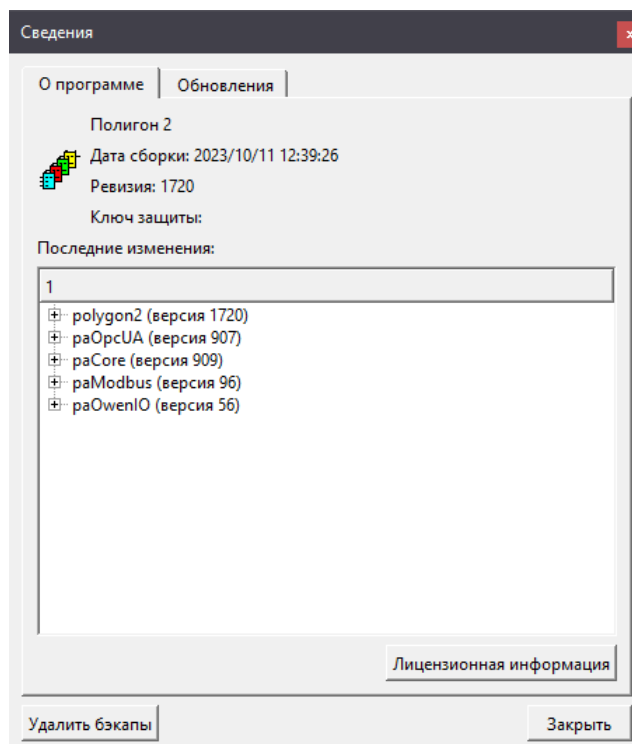 Сведения
О программе
Обновления
Полигон 2
Дата сборки: 2023/10/11 12:39:26
Ревизия: 1720
Ключ защиты:
Последние изменения:
1
polygon2 (версия 1720)
paOpcUA (версия 907)
paCore (версия 909)
paModbus (версия 96)
paOwenIO (версия 56)
Лицензионная информация
Удалить бэкапы
Закрыть